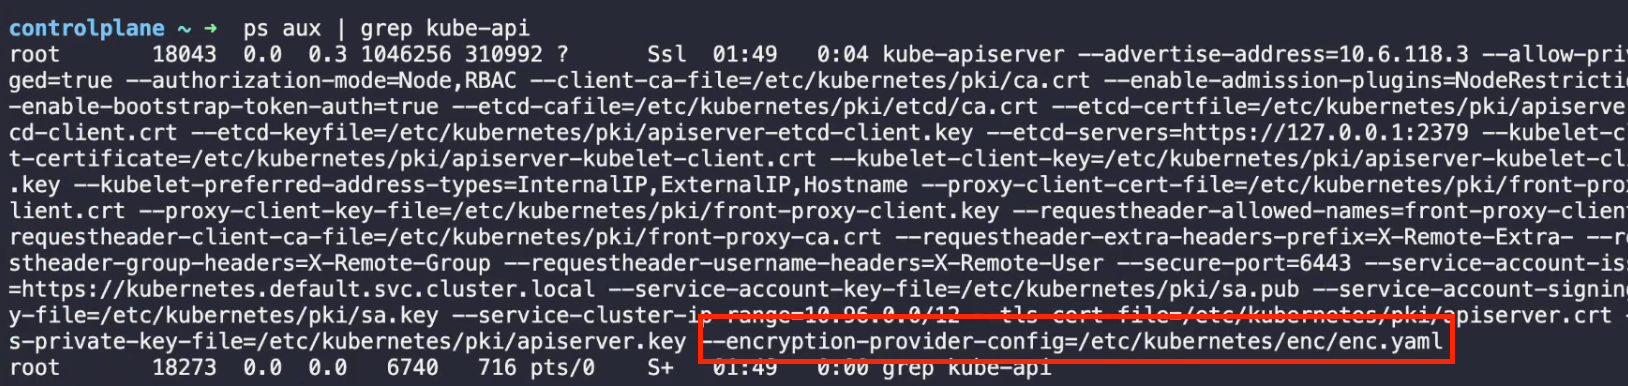 controlplane ~ ➜  ps aux | grep kube-api
root       18043  0.0  0.3 1046256 310992 ?      Ssl  01:49   0:04 kube-apiserver --advertise-address=10.6.118.3 --allow-privi
ged=true --authorization-mode=Node,RBAC --client-ca-file=/etc/kubernetes/pki/ca.crt --enable-admission-plugins=NodeRestrictio
-enable-bootstrap-token-auth=true --etcd-cafile=/etc/kubernetes/pki/etcd/ca.crt --etcd-certfile=/etc/kubernetes/pki/apiserver
cd-client.crt --etcd-keyfile=/etc/kubernetes/pki/apiserver-etcd-client.key --etcd-servers=https://127.0.0.1:2379 --kubelet-cl
t-certificate=/etc/kubernetes/pki/apiserver-kubelet-client.crt --kubelet-client-key=/etc/kubernetes/pki/apiserver-kubelet-cl
.key --kubelet-preferred-address-types=InternalIP,ExternalIP,Hostname --proxy-client-cert-file=/etc/kubernetes/pki/front-prox
lient.crt --proxy-client-key-file=/etc/kubernetes/pki/front-proxy-client.key --requestheader-allowed-names=front-proxy-client
requestheader-client-ca-file=/etc/kubernetes/pki/front-proxy-ca.crt --requestheader-extra-headers-prefix=X-Remote-Extra- --re
stheader-group-headers=X-Remote-Group --requestheader-username-headers=X-Remote-User --secure-port=6443 --service-account-iss
=https://kubernetes.default.svc.cluster.local --service-account-key-file=/etc/kubernetes/pki/sa.pub --service-account-signing
y-file=/etc/kubernetes/pki/sa.key --service-cluster-ip-range=10.96.0.0/12 --tls-cert-file=/etc/kubernetes/pki/apiserver.crt -
s-private-key-file=/etc/kubernetes/pki/apiserver.key --encryption-provider-config=/etc/kubernetes/enc/enc.yaml
root       18273  0.0  0.0   6740   716 pts/0    S+   01:49   0:00 grep kube-api